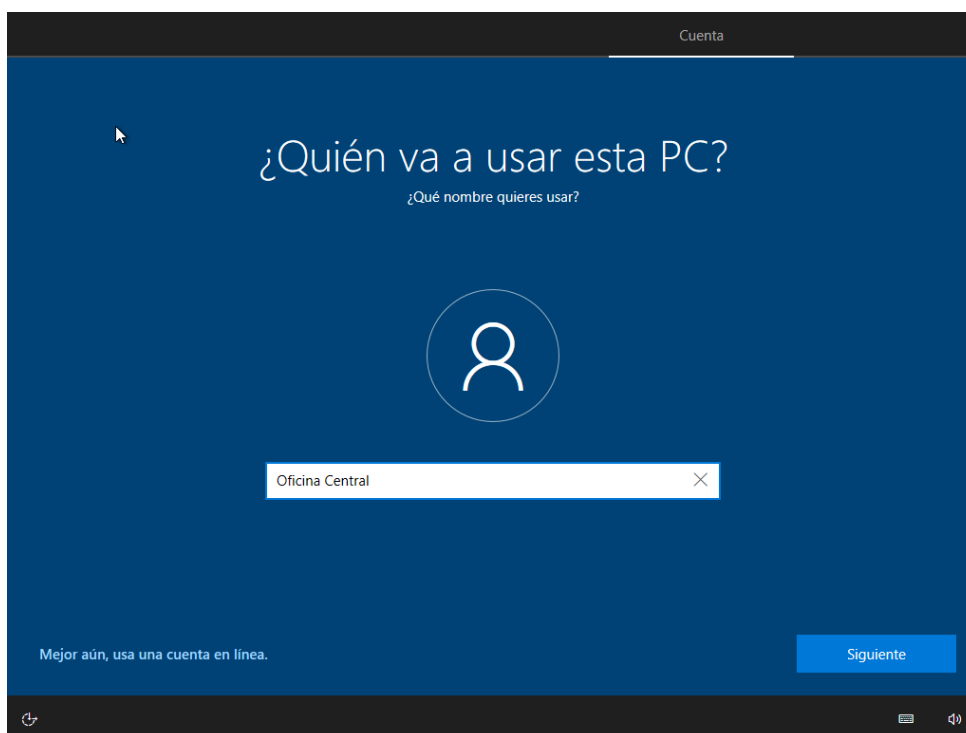 Cuenta
¿Quién va a usar esta PC?
¿Qué nombre quieres usar?
Oficina Central
Mejor aún, usa una cuenta en línea.
Siguiente